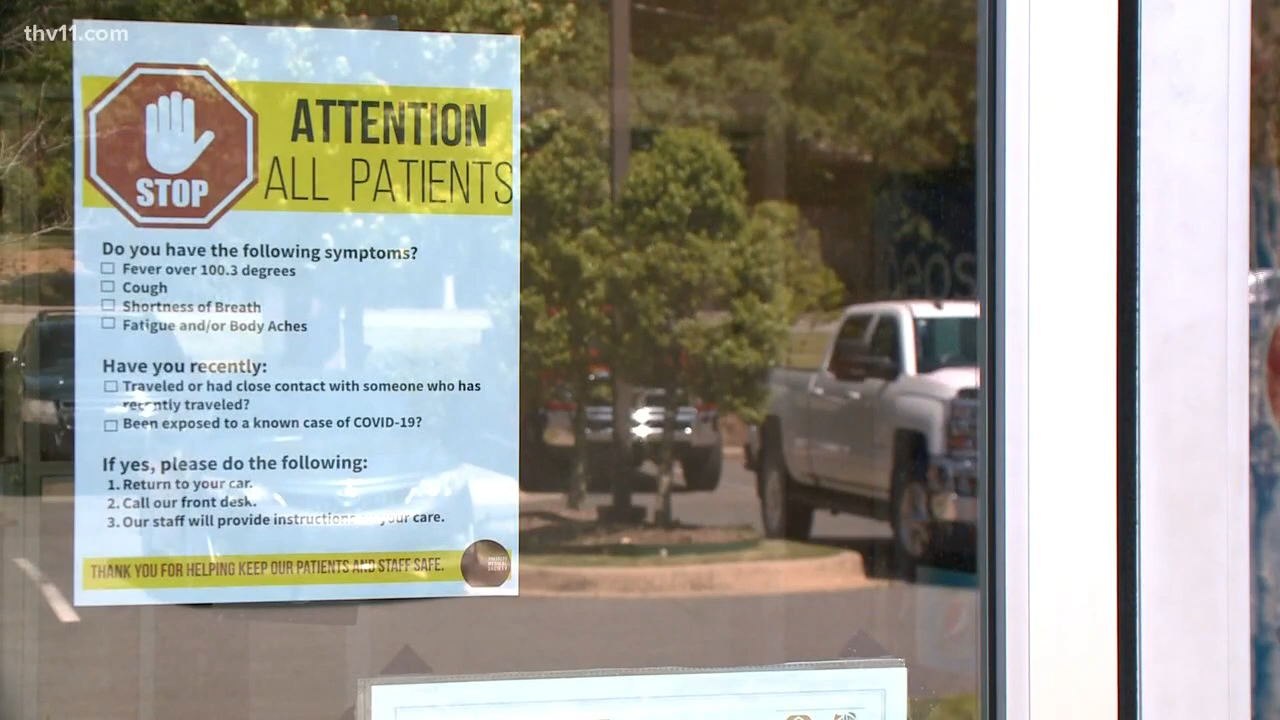 thv11.com
STOP
ATTENTION
ALL PATIENTS
Do you have the following symptoms?
Fever over 100.3 degrees
Cough
Shortness of Breath
Fatigue and/or Body Aches
Have you recently:
Traveled or had close contact with someone who has
recently traveled?
Been exposed to a known case of COVID-19?
If yes, please do the following:
1. Return to your car.
2. Call our front desk.
3. Our staff will provide instructions your care.
THANK YOU FOR HELPING KEEP OUR PATIENTS AND STAFF SAFE.
MEDICAL
SOCIETY